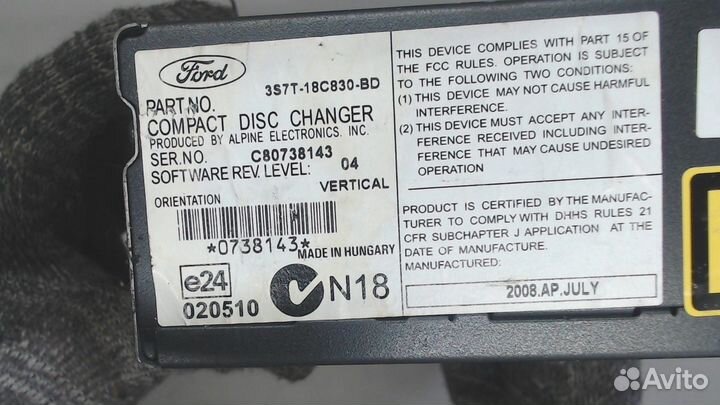 Ford
3S7T-18C830-BD
PART NO.
COMPACT DISC CHANGER
PRODUCED BY ALPINE ELECTRONICS, INC.
SER.NO. C80738143
SOFTWARE REV. LEVEL: 04
VERTICAL
ORIENTATION
*0738143*
MADE IN HUNGARY
e24
020510
N18
THIS DEVICE COMPLIES WITH PART 15 OF
THE FCC RULES. OPERATION IS SUBJECT
TO THE FOLLOWING TWO CONDITIONS:
(1) THIS DEVICE MAY NOT CAUSE HARMFUL
INTERFERENCE.
(2) THIS DEVICE MUST ACCEPT ANY INTER-
FERENCE RECEIVED INCLUDING INTER-
FERENCE THAT MAY CAUSE UNDESIRED
OPERATION
PRODUCT IS CERTIFIED BY THE MANUFAC-
TURER TO COMPLY WITH DHHS RULES 21
CFR SUBCHAPTER J APPLICATION AT THE
DATE OF MANUFACTURE.
MANUFACTURED:
2008.AP.JULY
Avito